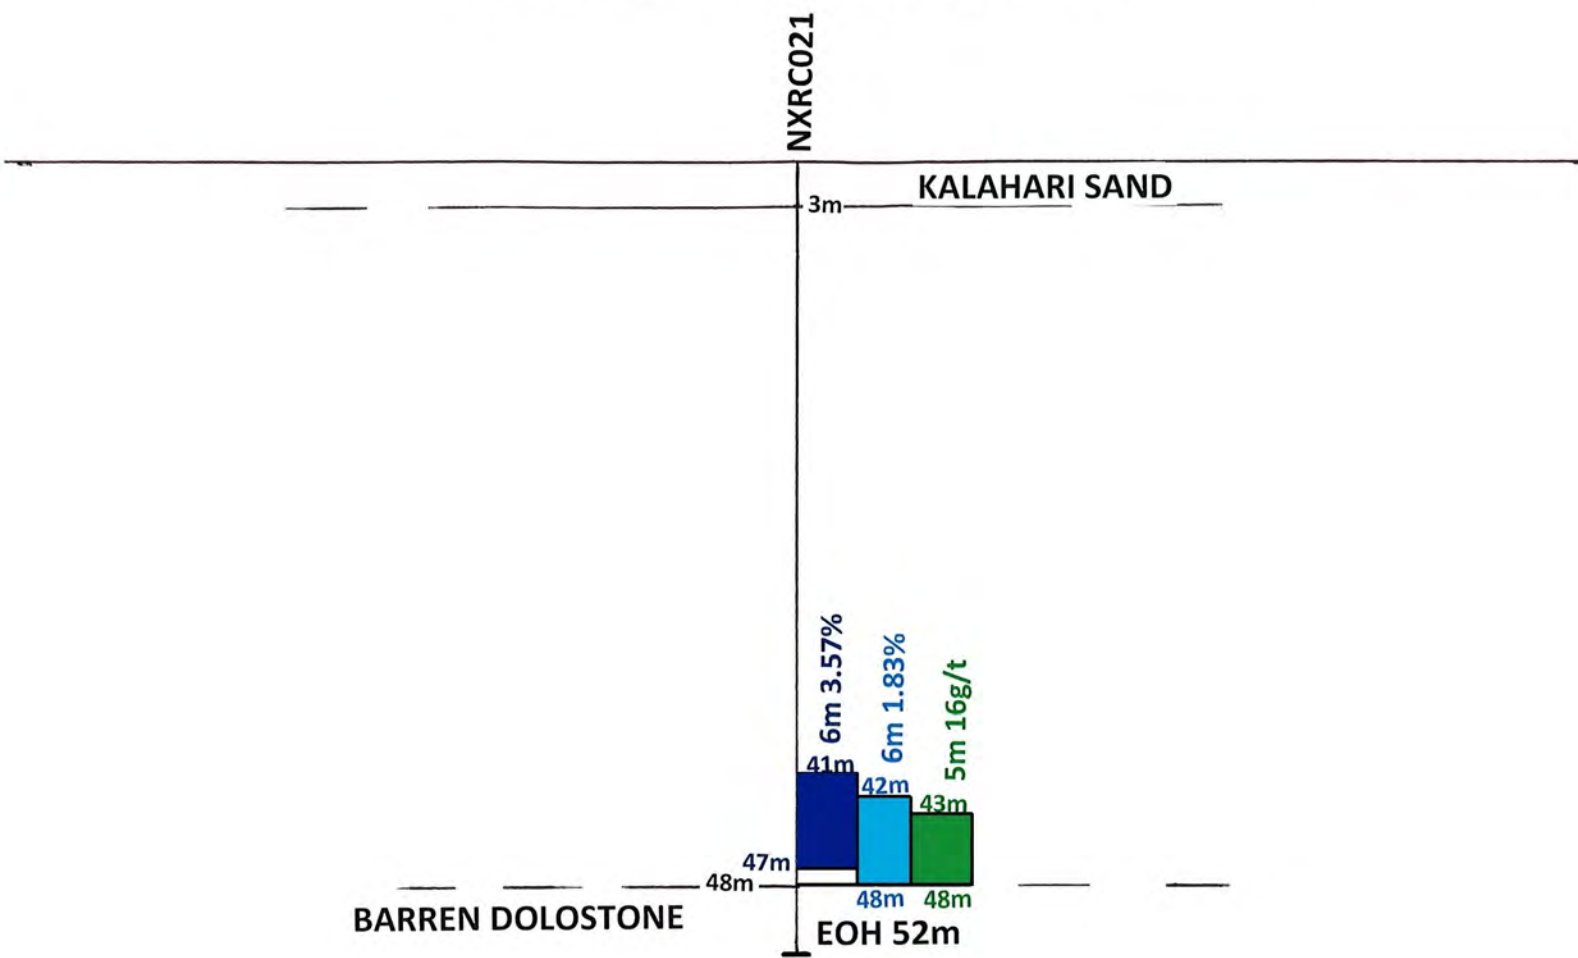 NXRC021
KALAHARI SAND
3m
6m 3.57%
6m 1.83%
5m 16g/t
41m
42m
43m
47m
48m
48m
48m
BARREN DOLOSTONE
EOH 52m